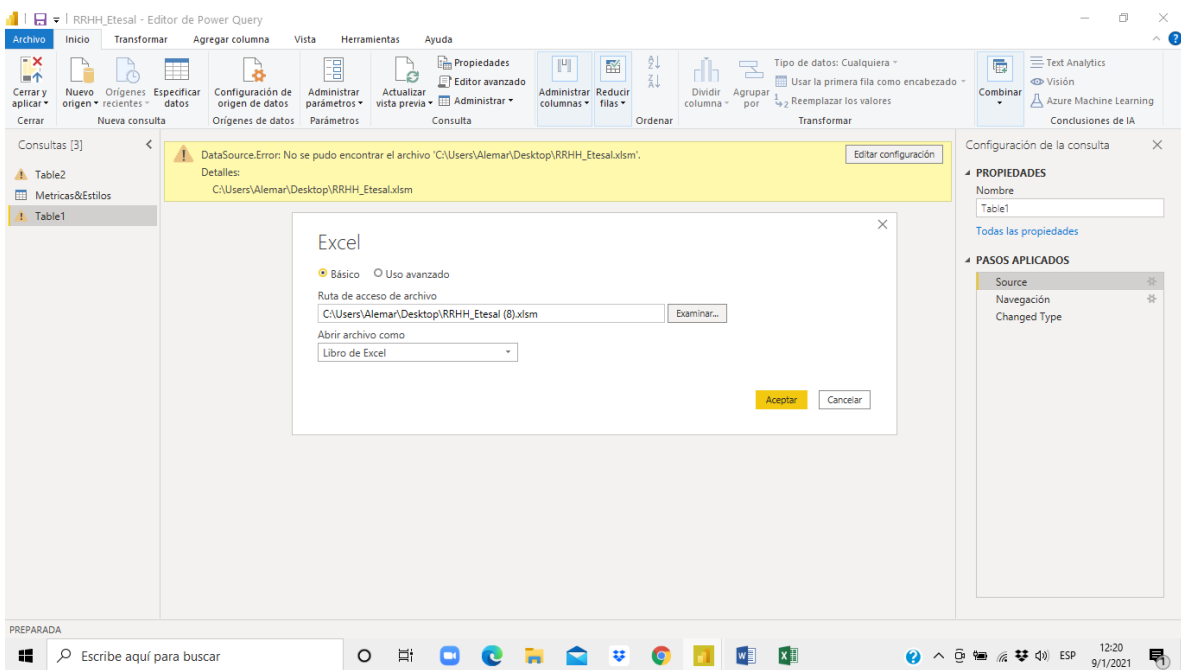 RRHH_Etesal - Editor de Power Query
Archivo Inicio Transformar Agregar columna Vista Herramientas Ayuda
Cerrar y aplicar
Cerrar
Nuevo origen
Orígenes recientes
Especificar datos
Nueva consulta
Configuración de origen de datos
Orígenes de datos
Administrar parámetros
Parámetros
Actualizar vista previa
Propiedades
Editor avanzado
Administrar
Consulta
Administrar columnas
Reducir filas
Ordenar
Dividir columna
Agrupar por
Tipo de datos: Cualquiera
Usar la primera fila como encabezado
Reemplazar los valores
Transformar
Combinar
Text Analytics
Visión
Azure Machine Learning
Conclusiones de IA
Consultas [3]
Table2
Metricas&Estilos
Table1
DataSource.Error: No se pudo encontrar el archivo 'C:\Users\Alemar\Desktop\RRHH_Etesal.xlsm'.
Detalles:
C:\Users\Alemar\Desktop\RRHH_Etesal.xlsm
Editar configuración
Excel
Básico Uso avanzado
Ruta de acceso de archivo
C:\Users\Alemar\Desktop\RRHH_Etesal (8).xlsm
Examinar...
Abrir archivo como
Libro de Excel
Aceptar Cancelar
Configuración de la consulta
PROPIEDADES
Nombre
Table1
Todas las propiedades
PASOS APLICADOS
Source
Navegación
Changed Type
PREPARADA
Escribe aquí para buscar
ESP
12:20
9/1/2021